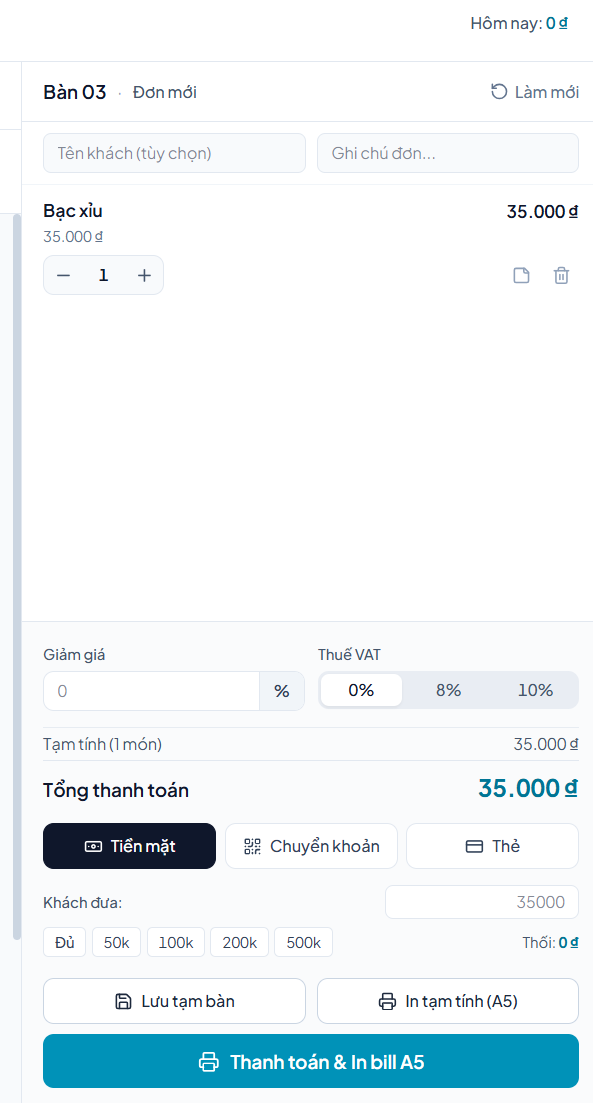 Hôm nay: 0 ₫
Bàn 03 · Đơn mới
Làm mới
Tên khách (tùy chọn)
Ghi chú đơn...
Bạc xỉu
35.000 ₫
35.000 ₫
1
Giảm giá
Thuế VAT
0
%
0%
8%
10%
Tạm tính (1 món)
35.000 ₫
Tổng thanh toán
35.000 ₫
Tiền mặt
Chuyển khoản
Thẻ
Khách đưa:
35000
Đủ
50k
100k
200k
500k
Thối: 0 ₫
Lưu tạm bàn
In tạm tính (A5)
Thanh toán & In bill A5